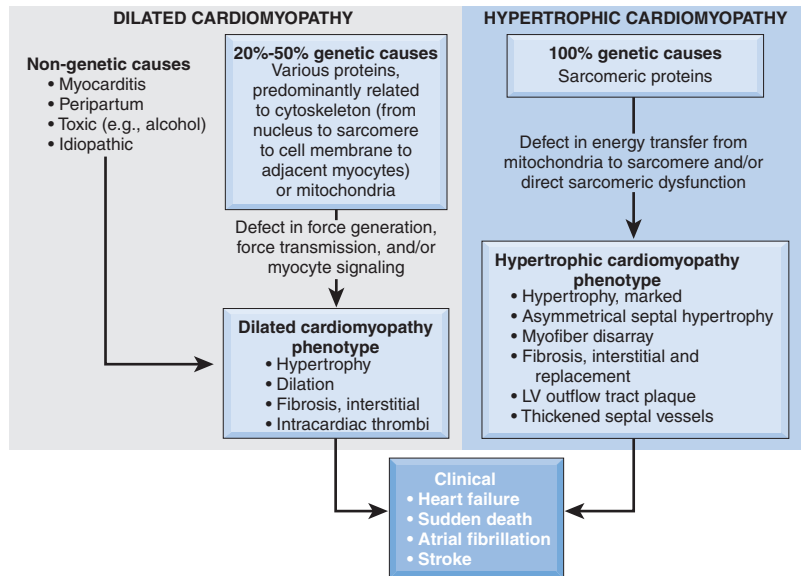 DILATED CARDIOMYOPATHY
Non-genetic causes
• Myocarditis
• Peripartum
• Toxic (e.g., alcohol)
• Idiopathic
20%-50% genetic causes
Various proteins,
predominantly related
to cytoskeleton (from
nucleus to sarcomere
to cell membrane to
adjacent myocytes)
or mitochondria
Defect in force generation,
force transmission, and/or
myocyte signaling
Dilated cardiomyopathy
phenotype
• Hypertrophy
• Dilation
• Fibrosis, interstitial
• Intracardiac thrombi
HYPERTROPHIC CARDIOMYOPATHY
100% genetic causes
Sarcomeric proteins
Defect in energy transfer from
mitochondria to sarcomere and/or
direct sarcomeric dysfunction
Hypertrophic cardiomyopathy
phenotype
• Hypertrophy, marked
• Asymmetrical septal hypertrophy
• Myofiber disarray
• Fibrosis, interstitial and
replacement
• LV outflow tract plaque
• Thickened septal vessels
Clinical
• Heart failure
• Sudden death
• Atrial fibrillation
• Stroke